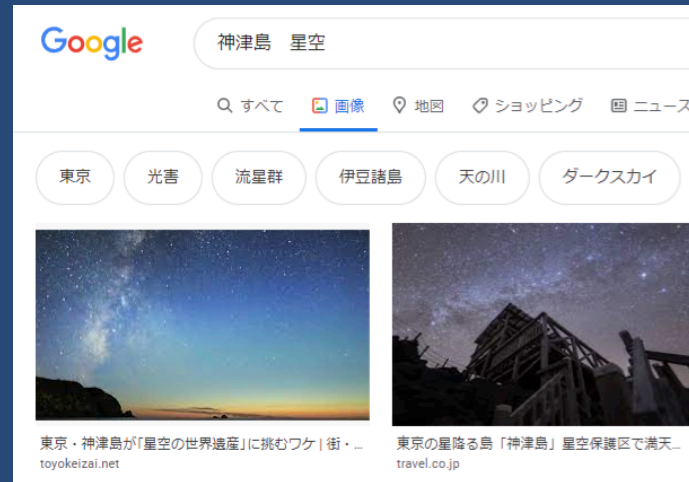 Google
神津島　星空
すべて　画像　地図　ショッピング　ニュース
東京　光害　流星群　伊豆諸島　天の川　ダークスカイ
東京・神津島が「星空の世界遺産」に挑むワケ | 街・...
toyokeizai.net
東京の星降る島「神津島」星空保護区で満天...
travel.co.jp